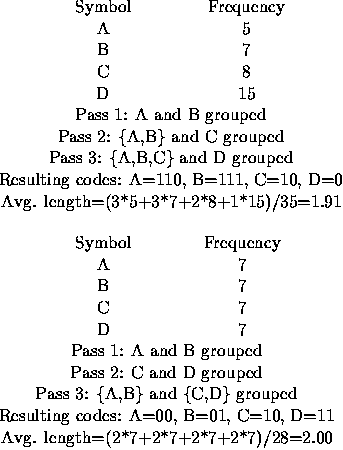 Symbol Frequency
A 5
B 7
C 8
D 15
Pass 1: A and B grouped
Pass 2: {A,B} and C grouped
Pass 3: {A,B,C} and D grouped
Resulting codes: A=110, B=111, C=10, D=0
Avg. length=(3*5+3*7+2*8+1*15)/35=1.91
Symbol Frequency
A 7
B 7
C 7
D 7
Pass 1: A and B grouped
Pass 2: C and D grouped
Pass 3: {A,B} and {C,D} grouped
Resulting codes: A=00, B=01, C=10, D=11
Avg. length=(2*7+2*7+2*7+2*7)/28=2.00